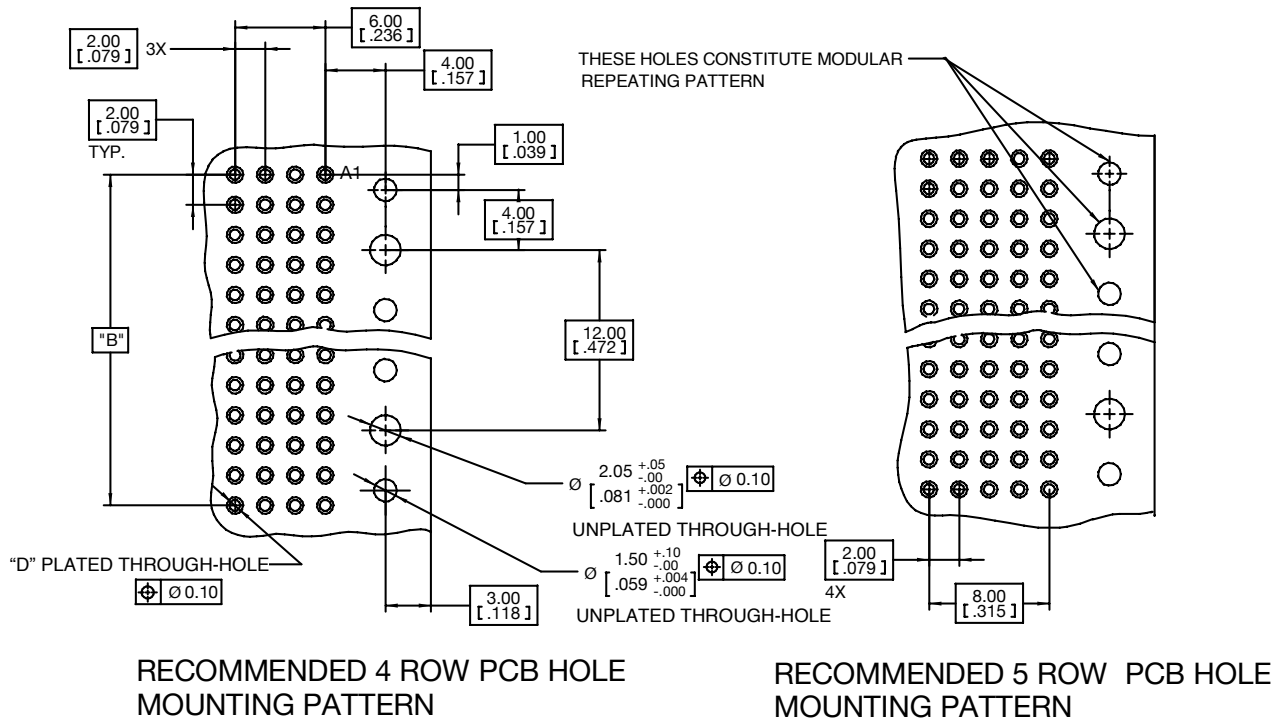 6.00
[.236]
2.00
[.079]
3X
4.00
[.157]
THESE HOLES CONSTITUTE MODULAR
REPEATING PATTERN
2.00
[.079]
TYP.
1.00
[.039]
A1
4.00
[.157]
"B"
12.00
[.472]
Ø 2.05 +.05 -.00
[.081 +.002 -.000]
⌖ Ø 0.10
UNPLATED THROUGH-HOLE
“D” PLATED THROUGH-HOLE
⌖ Ø 0.10
Ø 1.50 +.10 -.00
[.059 +.004 -.000]
⌖ Ø 0.10
UNPLATED THROUGH-HOLE
3.00
[.118]
2.00
[.079]
4X
8.00
[.315]
RECOMMENDED 4 ROW PCB HOLE
MOUNTING PATTERN
RECOMMENDED 5 ROW PCB HOLE
MOUNTING PATTERN